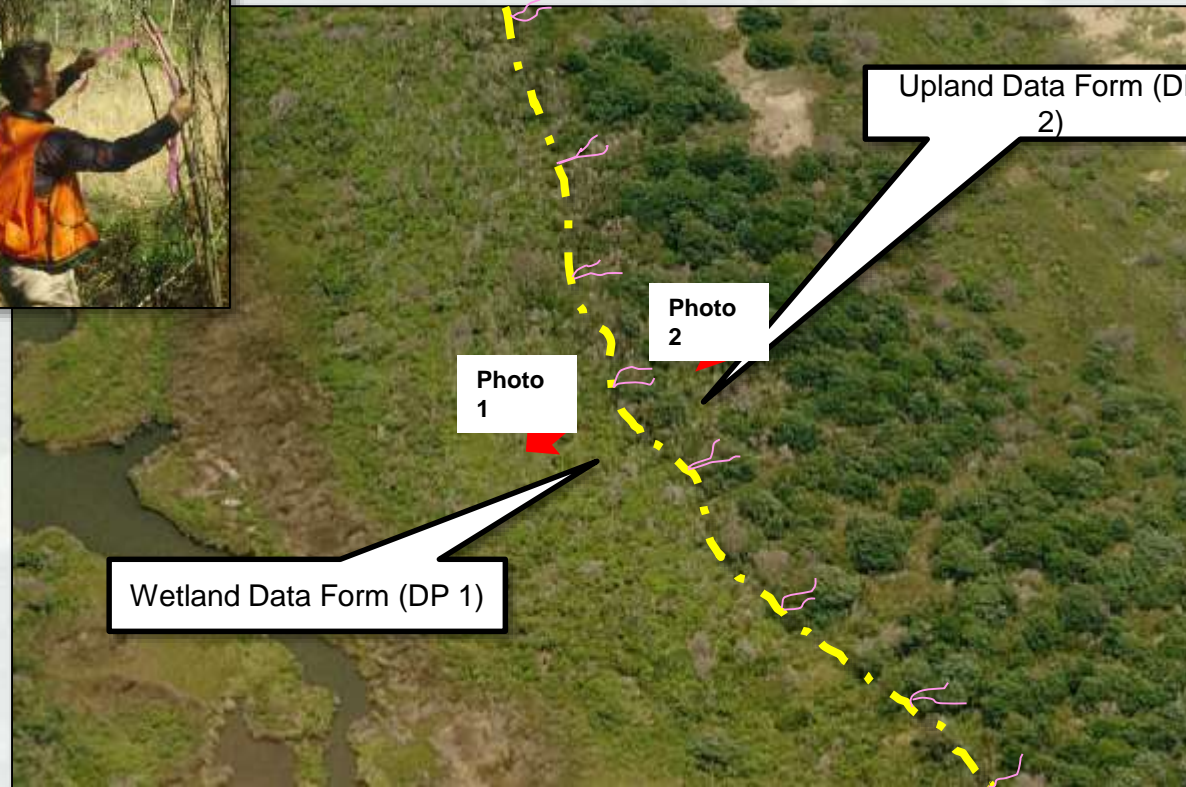 Upland Data Form (D
2)
Photo
2
Photo
1
Wetland Data Form (DP 1)